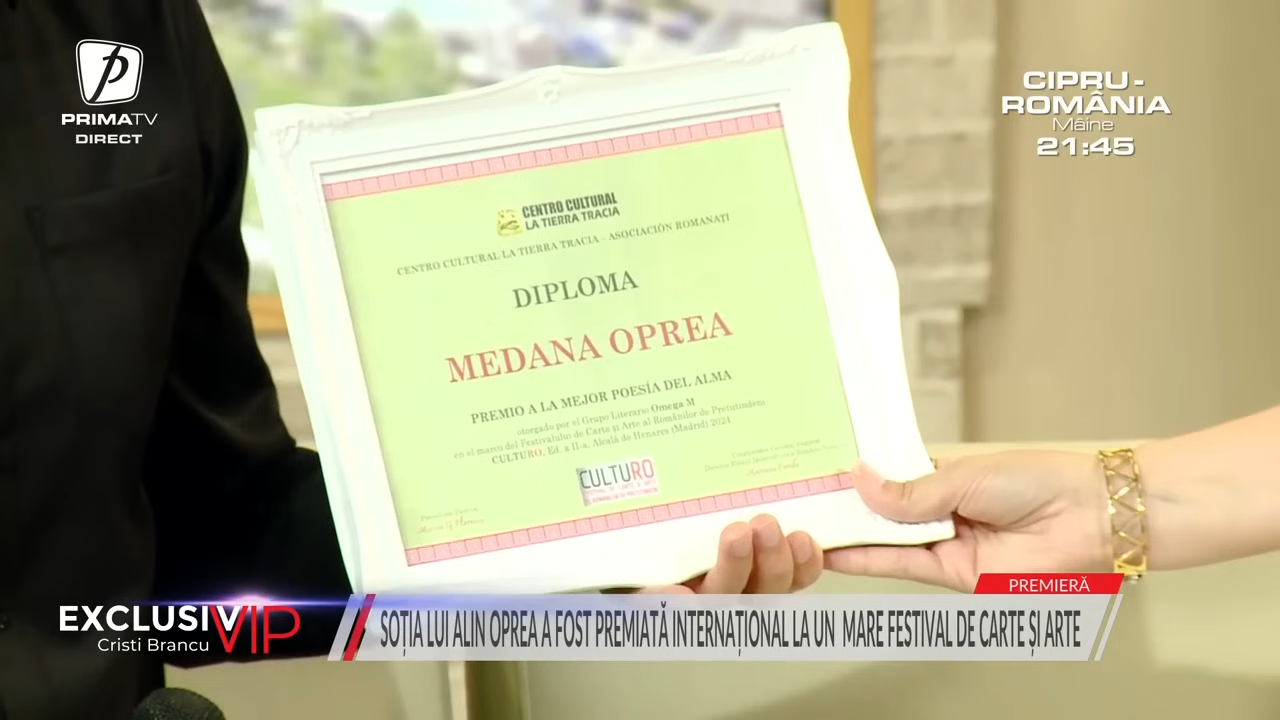 PRIMATV
DIRECT
CIPRU-
ROMÂNIA
Mâine
21:45
CENTRO CULTURAL
LA TIERRA TRACIA
CENTRO CULTURAL LA TIERRA TRACIA - ASOCIACIÓN ROMANAȚI
DIPLOMA
MEDANA OPREA
PREMIO A LA MEJOR POESÍA DEL ALMA
otorgado por el Grupo Literario Omega M
en el marco del Festivalului de Carte și Arte al Românilor de Pretutindeni
CULTURO, Ed. a II-a, Alcalá de Henares (Madrid) 2024
CULTURO
PREMIERĂ
EXCLUSIV VIP
Cristi Brancu
SOȚIA LUI ALIN OPREA A FOST PREMIATĂ INTERNAȚIONAL LA UN MARE FESTIVAL DE CARTE ȘI ARTE